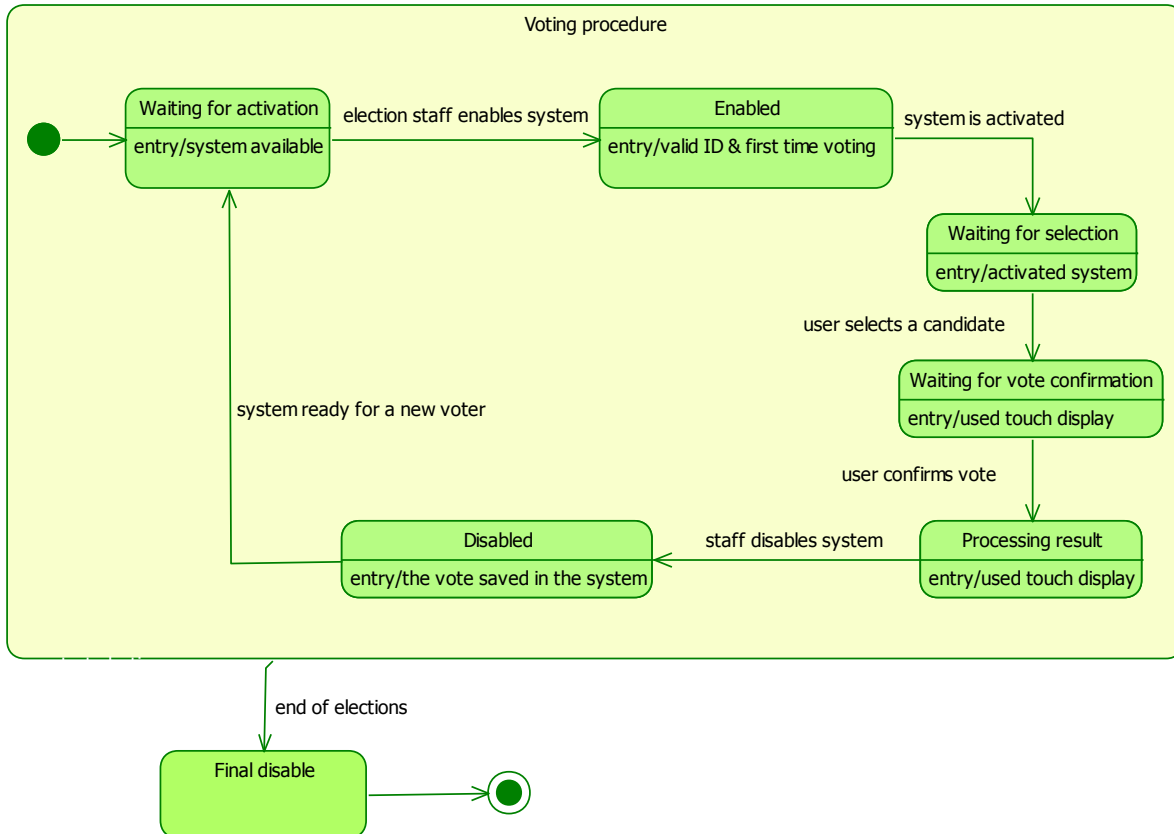 Voting procedure
Waiting for activation
entry/system available
election staff enables system
Enabled
entry/valid ID & first time voting
system is activated
Waiting for selection
entry/activated system
user selects a candidate
Waiting for vote confirmation
entry/used touch display
user confirms vote
system ready for a new voter
Disabled
entry/the vote saved in the system
staff disables system
Processing result
entry/used touch display
end of elections
Final disable